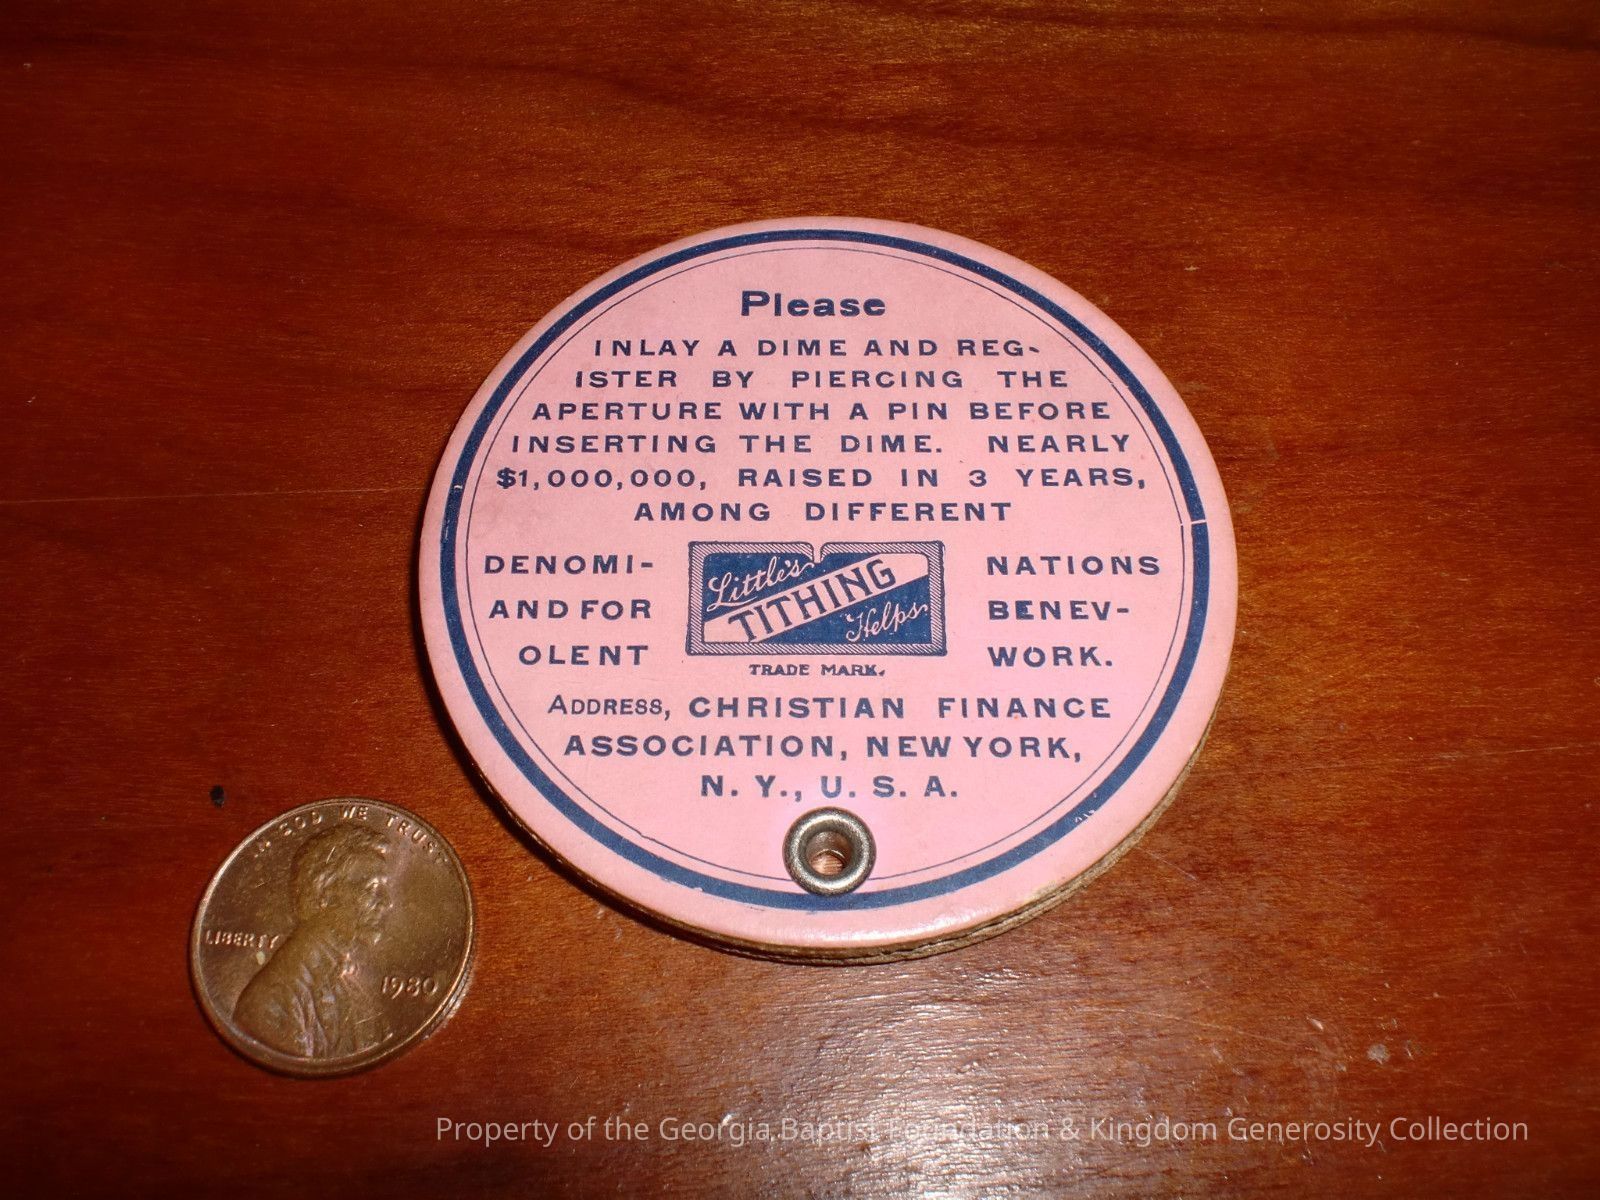 Please
INLAY A DIME AND REG-
ISTER BY PIERCING THE
APERTURE WITH A PIN BEFORE
INSERTING THE DIME. NEARLY
$1,000,000, RAISED IN 3 YEARS,
AMONG DIFFERENT
DENOMI- NATIONS
AND FOR BENEV-
OLENT WORK.
Little's
TITHING
Helps.
TRADE MARK.
ADDRESS, CHRISTIAN FINANCE
ASSOCIATION, NEW YORK,
N. Y., U. S. A.
IN GOD WE TRUST
LIBERTY
1980
Property of the Georgia Baptist Foundation & Kingdom Generosity Collection